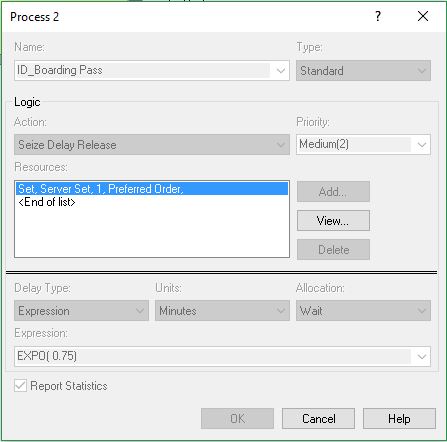 Process 2
?
Name:
Type:
ID_Boarding Pass
Standard
Logic
Action:
Priority:
Seize Delay Release
Medium(2)
Resources:
Set, Server Set, 1, Preferred Order,
<End of list>
Add...
View...
Delete
Delay Type:
Units:
Allocation:
Expression
Minutes
Wait
Expression:
EXPO( 0.75)
Report Statistics
OK
Cancel
Help